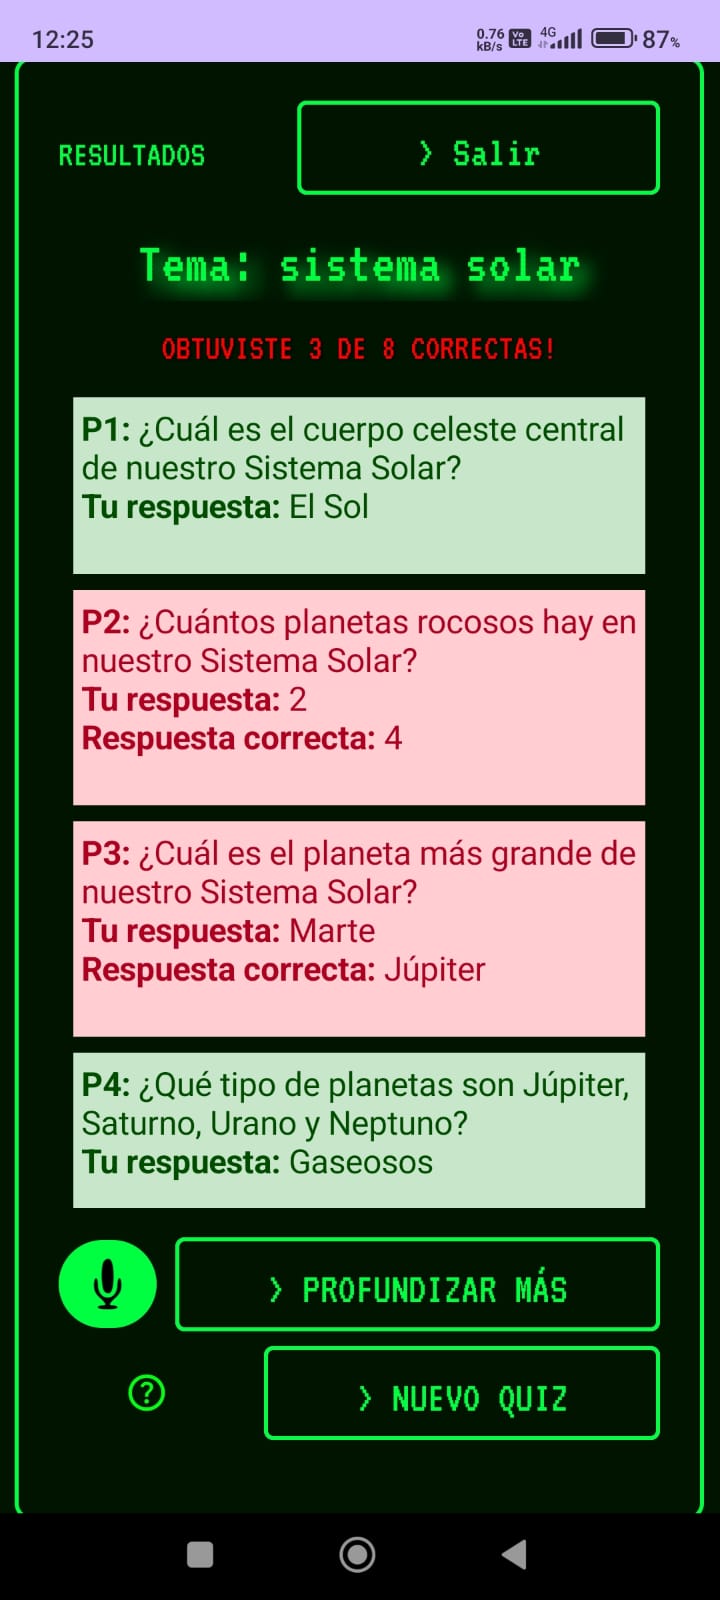 12:25
0.76
kB/s
Vo
LTE
4G
87%
RESULTADOS
> Salir
Tema: sistema solar
OBTUVISTE 3 DE 8 CORRECTAS!
P1: ¿Cuál es el cuerpo celeste central
de nuestro Sistema Solar?
Tu respuesta: El Sol
P2: ¿Cuántos planetas rocosos hay en
nuestro Sistema Solar?
Tu respuesta: 2
Respuesta correcta: 4
P3: ¿Cuál es el planeta más grande de
nuestro Sistema Solar?
Tu respuesta: Marte
Respuesta correcta: Júpiter
P4: ¿Qué tipo de planetas son Júpiter,
Saturno, Urano y Neptuno?
Tu respuesta: Gaseosos
> PROFUNDIZAR MÁS
?
> NUEVO QUIZ